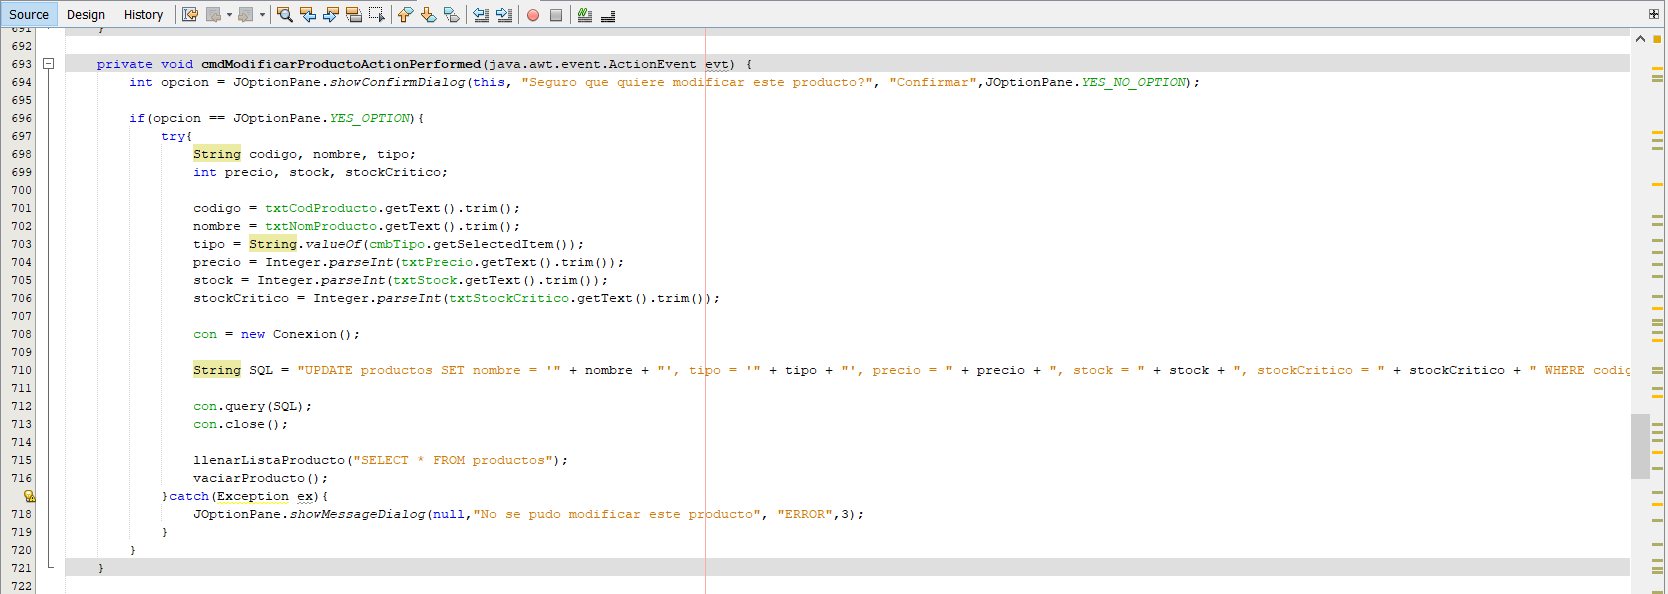 Source Design History
691 }
692
693 private void cmdModificarProductoActionPerformed(java.awt.event.ActionEvent evt) {
694 int opcion = JOptionPane.showConfirmDialog(this, "Seguro que quiere modificar este producto?", "Confirmar",JOptionPane.YES_NO_OPTION);
695
696 if(opcion == JOptionPane.YES_OPTION){
697 try{
698 String codigo, nombre, tipo;
699 int precio, stock, stockCritico;
700
701 codigo = txtCodProducto.getText().trim();
702 nombre = txtNomProducto.getText().trim();
703 tipo = String.valueOf(cmbTipo.getSelectedItem());
704 precio = Integer.parseInt(txtPrecio.getText().trim());
705 stock = Integer.parseInt(txtStock.getText().trim());
706 stockCritico = Integer.parseInt(txtStockCritico.getText().trim());
707
708 con = new Conexion();
709
710 String SQL = "UPDATE productos SET nombre = '" + nombre + "', tipo = '" + tipo + "', precio = " + precio + ", stock = " + stock + ", stockCritico = " + stockCritico + " WHERE codig
711
712 con.query(SQL);
713 con.close();
714
715 llenarListaProducto("SELECT * FROM productos");
716 vaciarProducto();
}catch(Exception ex){
718 JOptionPane.showMessageDialog(null,"No se pudo modificar este producto", "ERROR",3);
719 }
720 }
721 }
722